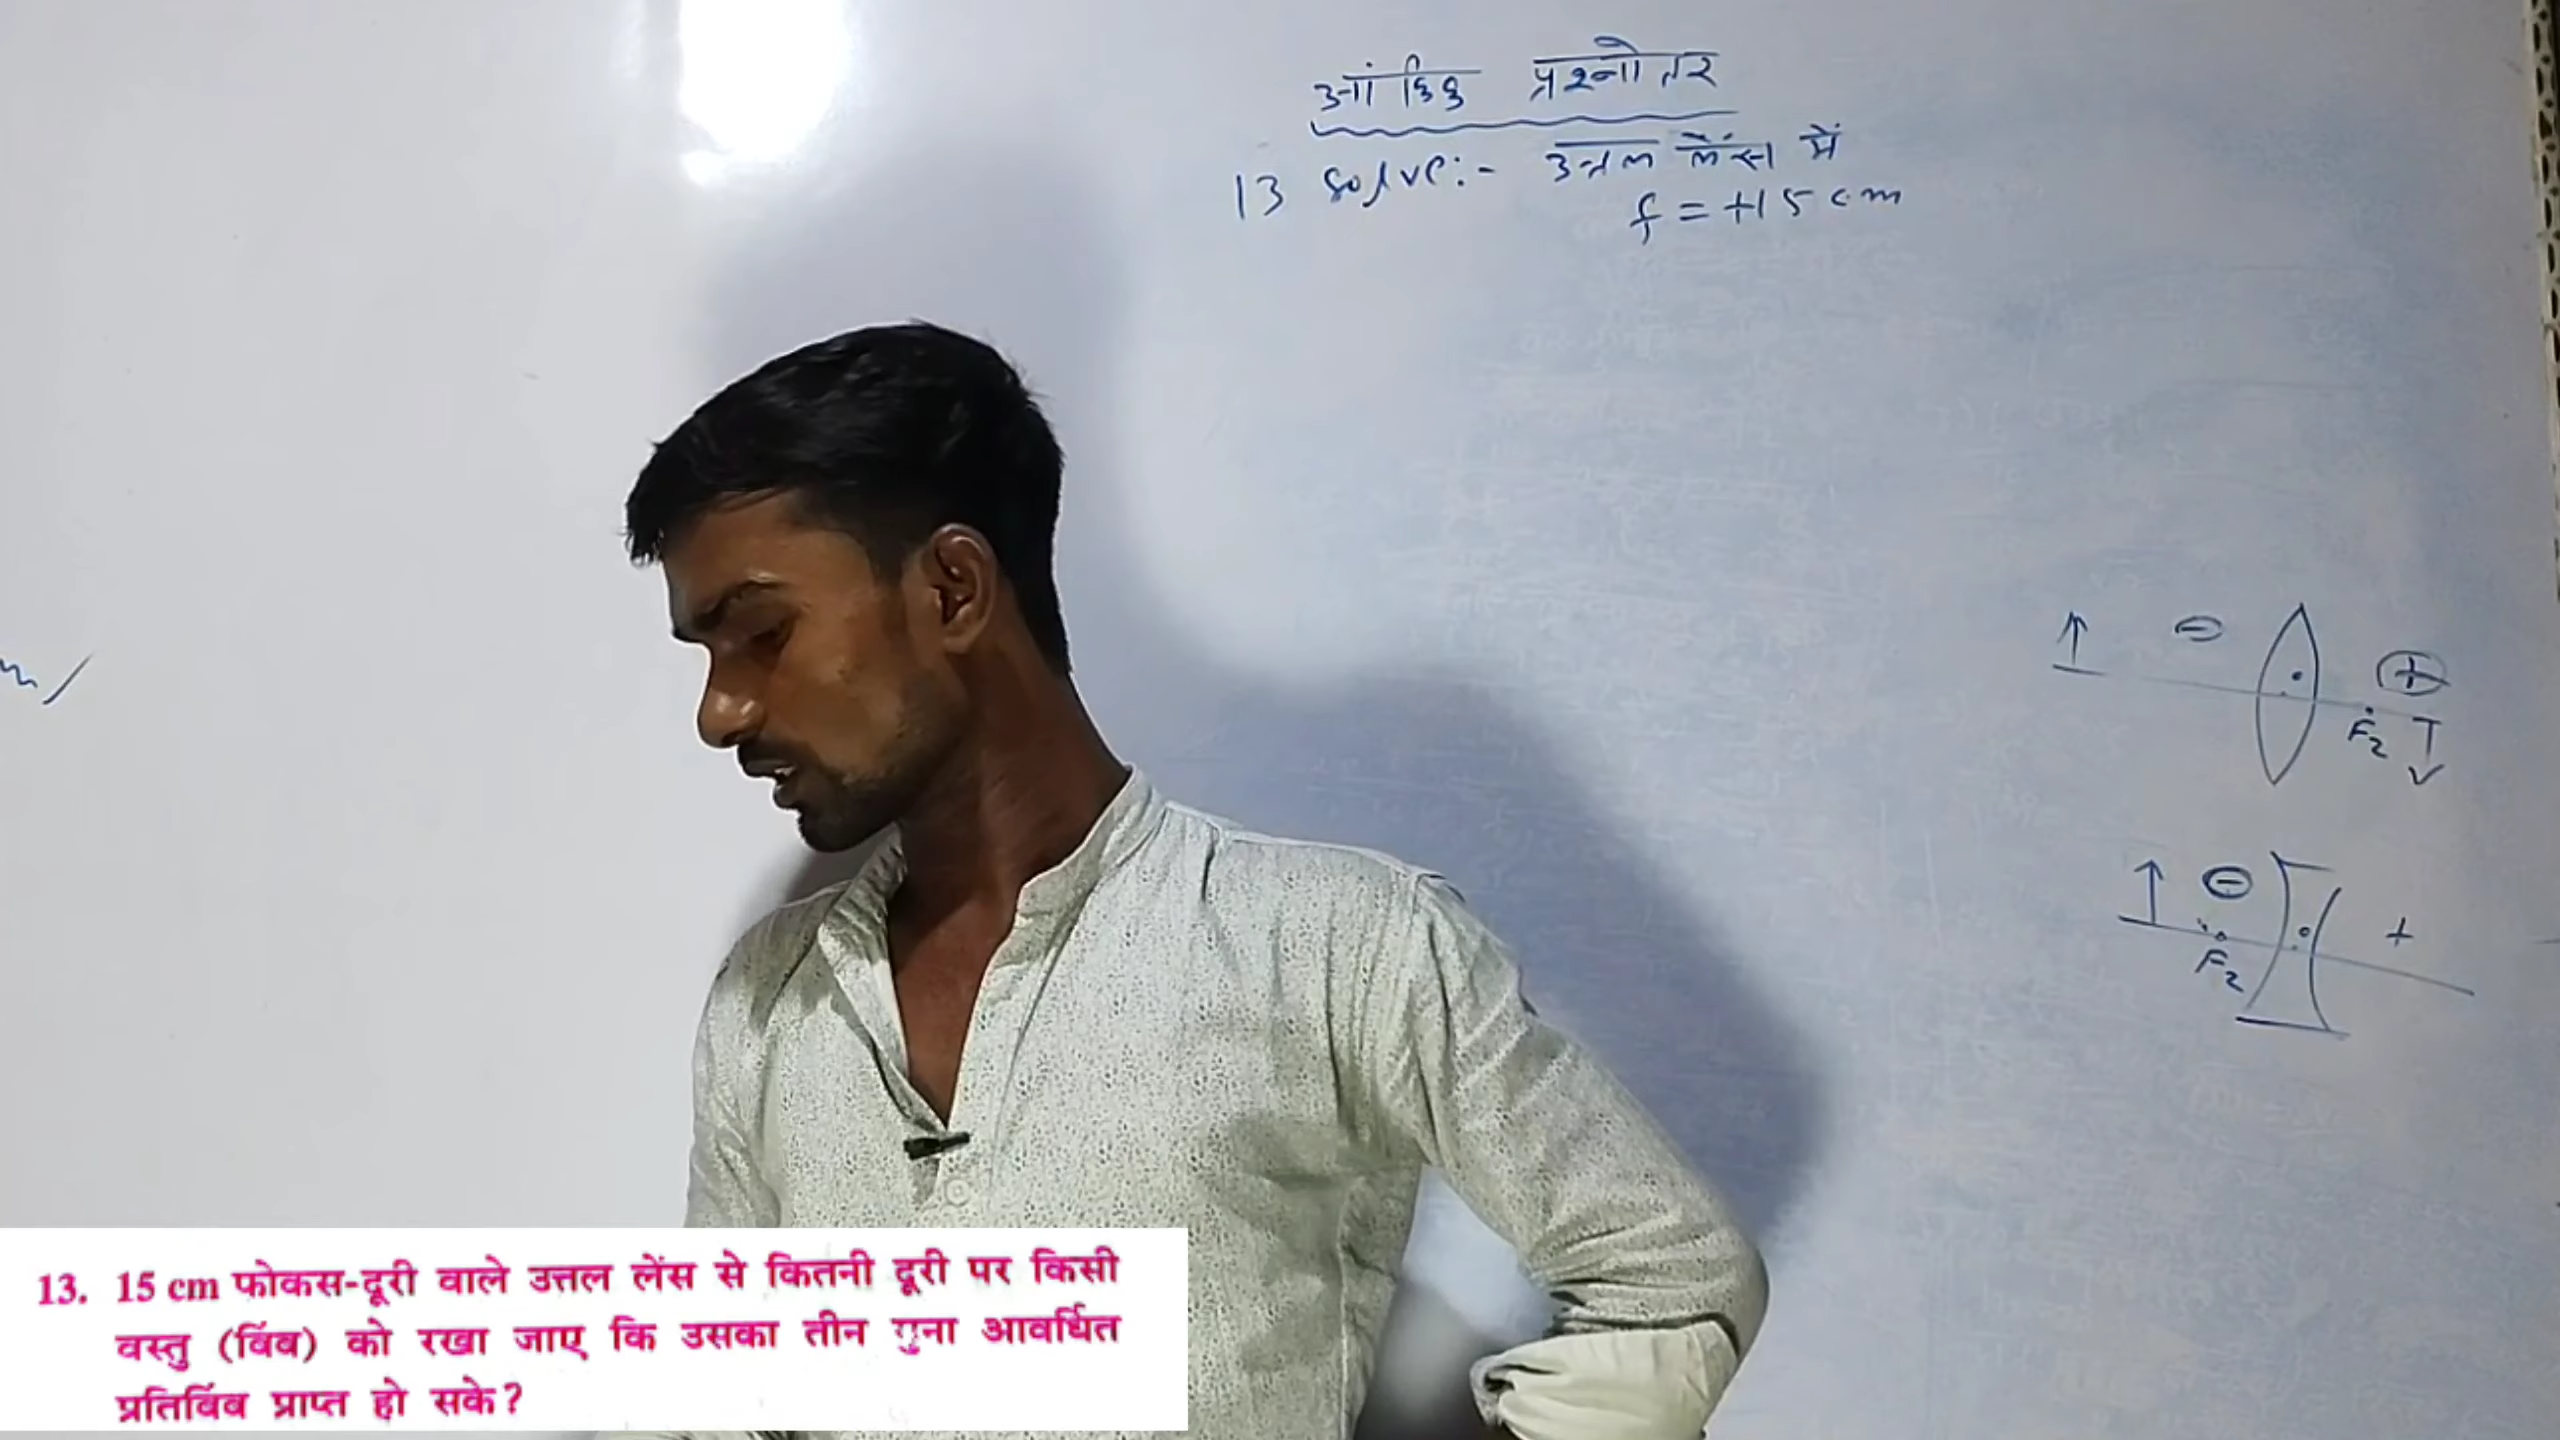 आंकिक प्रश्नोतर
13 solve:- उत्तल लेंस में
f = +15 cm
⊖
⊕
F2
⊖
+
F2
13. 15 cm फोकस-दूरी वाले उत्तल लेंस से कितनी दूरी पर किसी
वस्तु (बिंब) को रखा जाए कि उसका तीन गुना आवर्धित
प्रतिबिंब प्राप्त हो सके?